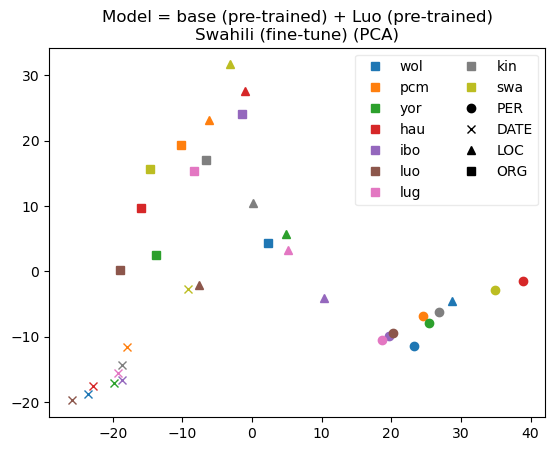 Model = base (pre-trained) + Luo (pre-trained)
Swahili (fine-tune) (PCA)
wol
pcm
yor
hau
ibo
luo
lug
kin
swa
PER
DATE
LOC
ORG
30
20
10
0
−10
−20
−20
−10
0
10
20
30
40